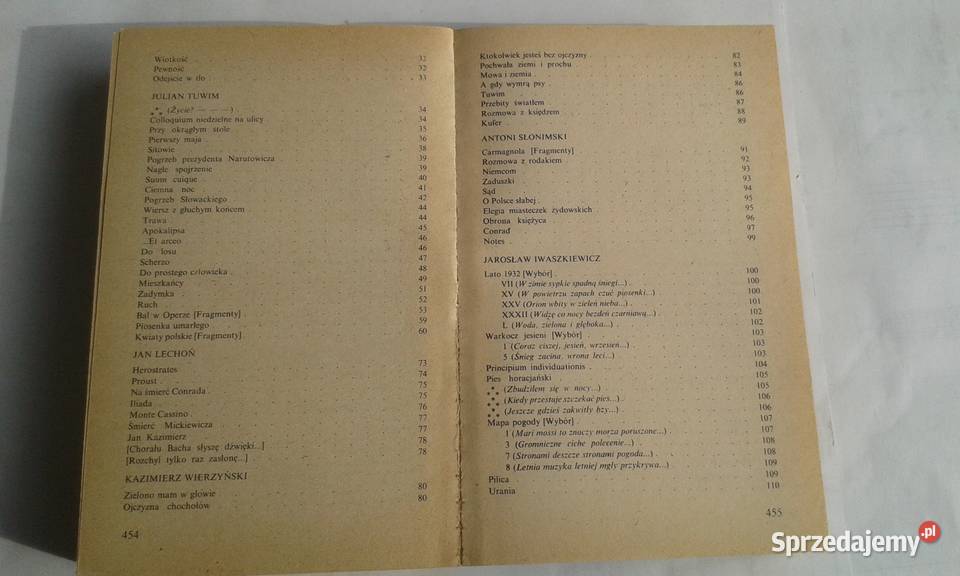 Wiotkość . 32
Pewność . 32
Odejście w tło . 33
JULIAN TUWIM
⁂ (Życie? — — —) . 34
Colloquium niedzielne na ulicy 34
Przy okrągłym stole . 35
Pierwszy maja . 36
Sitowie . 38
Pogrzeb prezydenta Narutowicza 39
Nagłe spojrzenie . 39
Suum cuique . 40
Ciemna noc . 41
Pogrzeb Słowackiego . 42
Wiersz z głuchym końcem . 44
Trawa . 44
Apokalipsa . 45
...Et arceo . 46
Do losu . 46
Scherzo . 47
Do prostego człowieka . 48
Mieszkańcy . 49
Zadymka . 51
Ruch . 52
Bal w Operze [Fragmenty] . 53
Piosenka umarłego . 59
Kwiaty polskie [Fragmenty] . 60
JAN LECHOŃ
Herostrates . 73
Proust . 74
Na śmierć Conrada . 75
Iliada . 75
Monte Cassino . 76
Śmierć Mickiewicza . 77
Jan Kazimierz . 77
[Chorału Bacha słyszę dźwięki...] 78
[Rozchyl tylko raz zasłonę...] . 78
KAZIMIERZ WIERZYŃSKI
Zielono mam w głowie . 80
Ojczyzna chochołów . 80
454
Ktokolwiek jesteś bez ojczyzny . 82
Pochwała ziemi i prochu . 83
Mowa i ziemia . 84
A gdy wymrą psy . 86
Tuwim . 86
Przebity światłem . 87
Rozmowa z księdzem . 88
Kufer . 89
ANTONI SŁONIMSKI
Carmagnola [Fragmenty] 91
Rozmowa z rodakiem . 92
Niemcom . 93
Zaduszki . 93
Sąd . 94
O Polsce słabej . 95
Elegia miasteczek żydowskich . 95
Obrona księżyca . 96
Conrad . 97
Notes . 99
JAROSŁAW IWASZKIEWICZ
Lato 1932 [Wybór] . 100
VII (W zimie sypkie spadną śniegi...) . 100
XV (W powietrzu zapach czuć piosenki...) . 100
XXV (Orion wbity w zieleń nieba...) . 101
XXXII (Widzę co nocy bezdeń czarniawą...) . 102
L (Woda, zielona i głęboka...) . 102
Warkocz jesieni [Wybór] . 103
1 (Coraz ciszej, jesień, wrzesień...) . 103
5 (Śnieg zacina, wrona leci...) . 103
Principium individuationis . 104
Pies horacjański . 105
⁂ (Zbudziłem się w nocy...) . 105
⁂ (Kiedy przestaje szczekać pies...) . 106
⁂ (Jeszcze gdzieś zakwitły bzy...) . 106
Mapa pogody [Wybór] . 107
1 (Mari mossi to znaczy morza poruszone...) . 107
3 (Gromniczne ciche polecenie...) . 108
7 (Stronami deszcze stronami pogoda...) . 108
8 (Letnia muzyka letniej mgły przykrywa...) . 109
Pilica . 109
Urania . 110
455
Sprzedajemy.pl